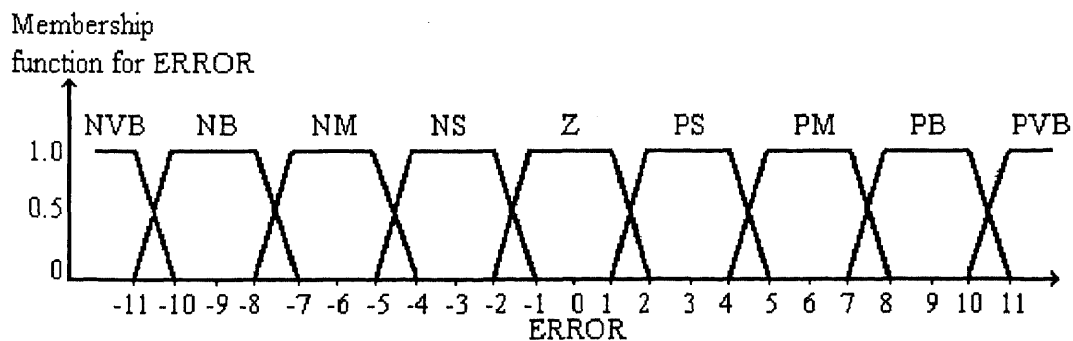 Membership
function for ERROR
NVB NB NM NS Z PS PM PB PVB
1.0
0.5
0
-11 -10 -9 -8 -7 -6 -5 -4 -3 -2 -1 0 1 2 3 4 5 6 7 8 9 10 11
ERROR